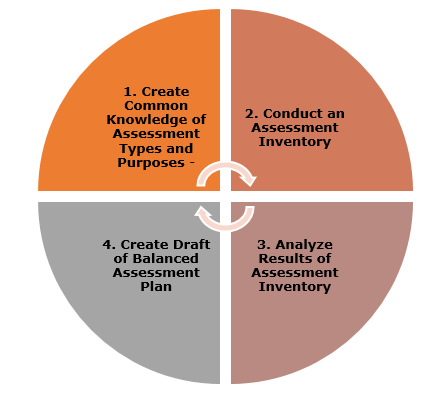 1. Create
Common
Knowledge of
Assessment
Types and
Purposes -
2. Conduct an
Assessment
Inventory
3. Analyze
Results of
Assessment
Inventory
4. Create Draft
of Balanced
Assessment
Plan